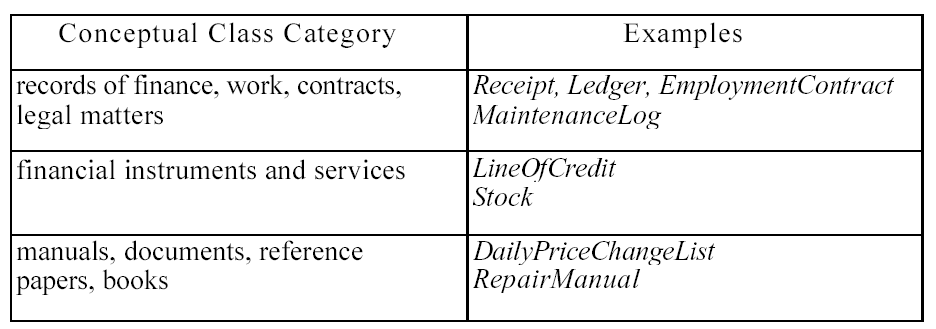 Conceptual Class Category
Examples
records of finance, work, contracts,
legal matters
Receipt, Ledger, EmploymentContract
MaintenanceLog
financial instruments and services
LineOfCredit
Stock
manuals, documents, reference
papers, books
DailyPriceChangeList
RepairManual